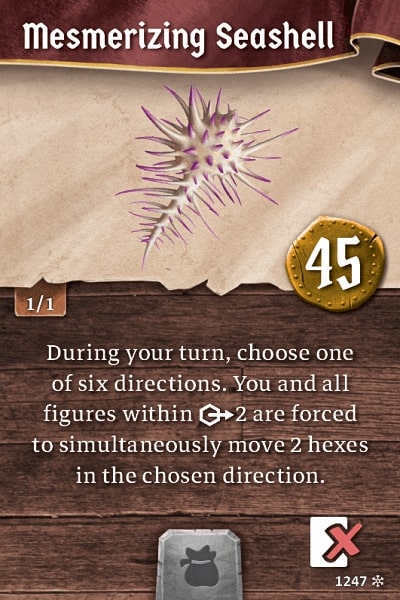 Mesmerizing Seashell
45
1/1
During your turn, choose one
of six directions. You and all
figures within 2 are forced
to simultaneously move 2 hexes
in the chosen direction.
1247